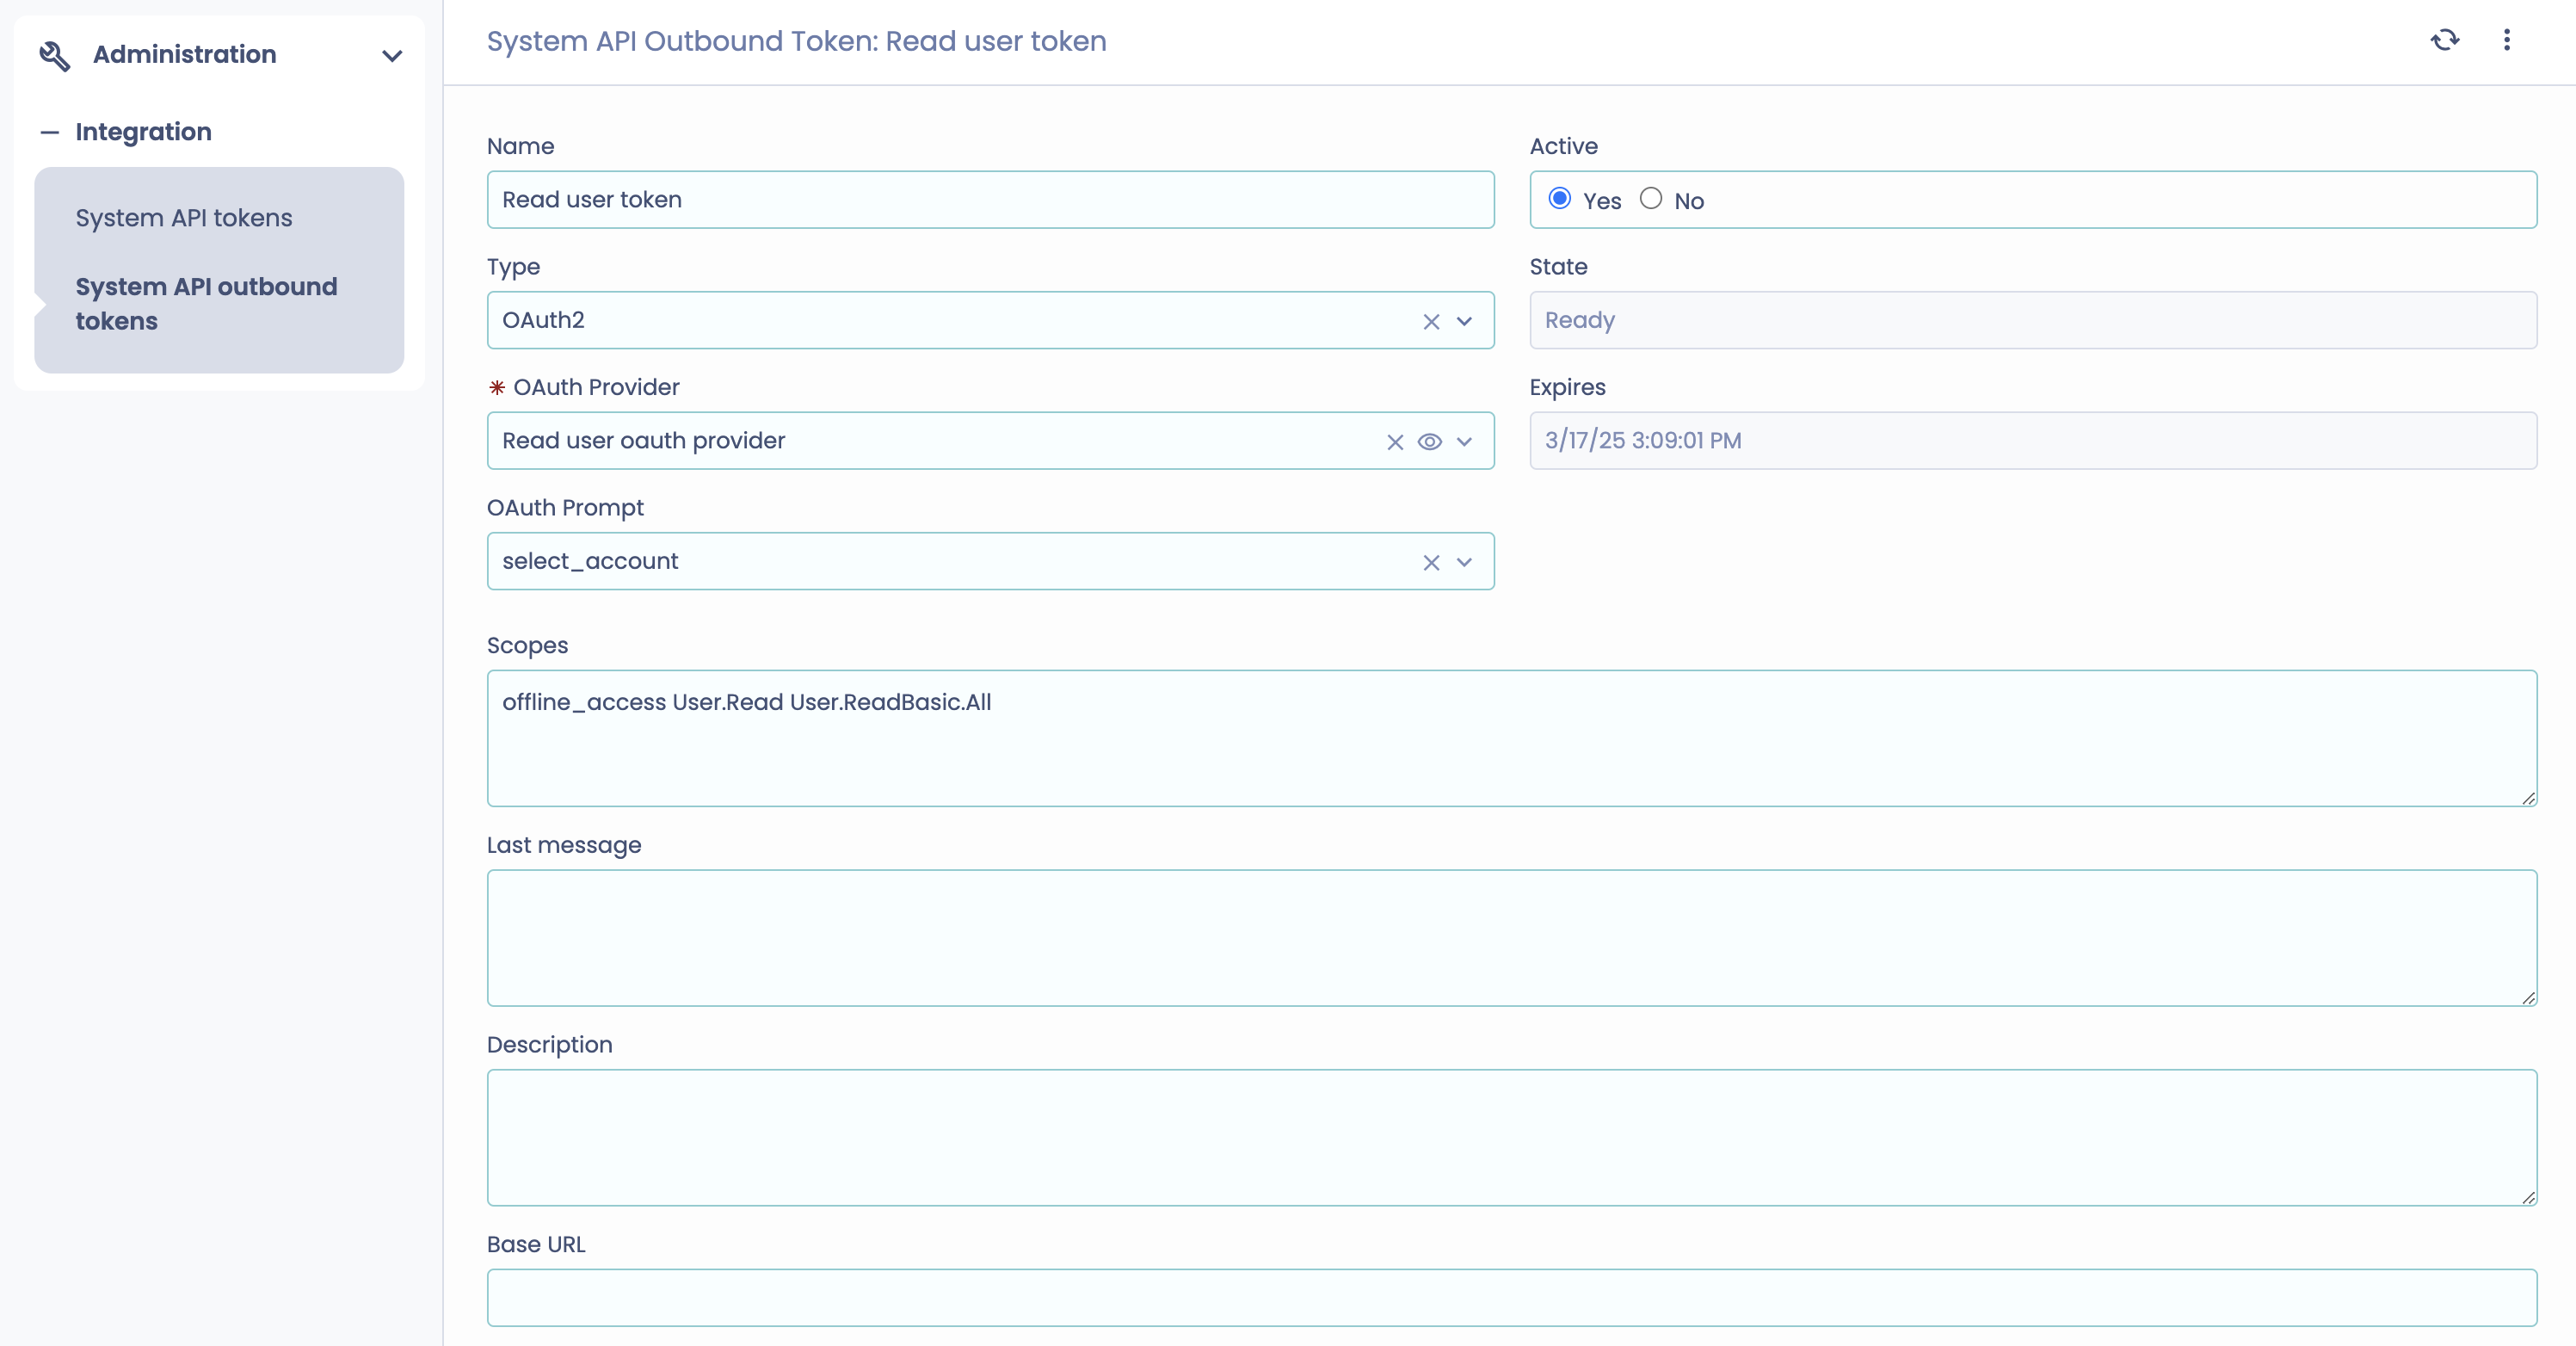 Administration
Integration
System API tokens
System API outbound
tokens
System API Outbound Token: Read user token
Name
Read user token
Active
Yes No
Type
OAuth2
State
Ready
* OAuth Provider
Read user oauth provider
Expires
3/17/25 3:09:01 PM
OAuth Prompt
select_account
Scopes
offline_access User.Read User.ReadBasic.All
Last message
Description
Base URL